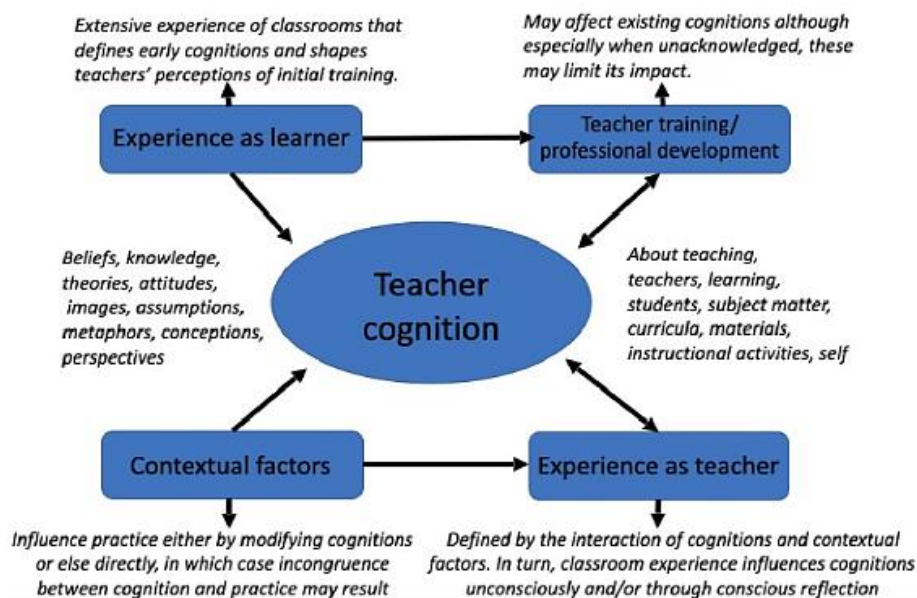 Extensive experience of classrooms that
defines early cognitions and shapes
teachers' perceptions of initial training.
May affect existing cognitions although
especially when unacknowledged, these
may limit its impact.
Experience as learner
Teacher training/
professional development
Beliefs, knowledge,
theories, attitudes,
images, assumptions,
metaphors, conceptions,
perspectives
Teacher
cognition
About teaching,
teachers, learning,
students, subject matter,
curricula, materials,
instructional activities, self
Contextual factors
Experience as teacher
Influence practice either by modifying cognitions
or else directly, in which case incongruence
between cognition and practice may result
Defined by the interaction of cognitions and contextual
factors. In turn, classroom experience influences cognitions
unconsciously and/or through conscious reflection